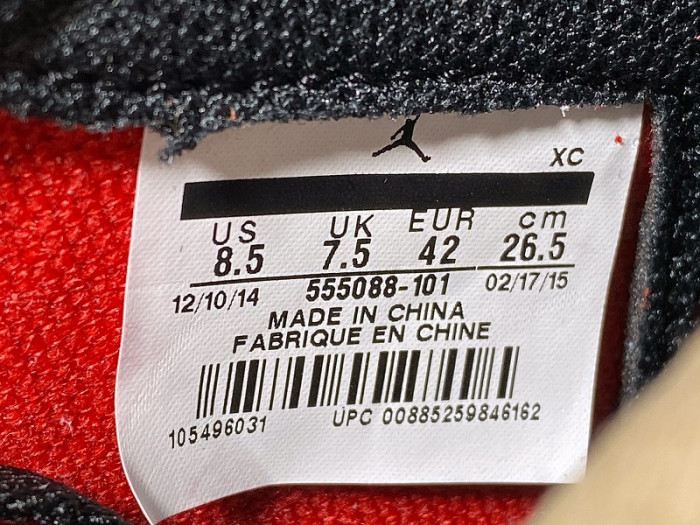 XC
US UK EUR cm
8.5 7.5 42 26.5
12/10/14 555088-101 02/17/15
MADE IN CHINA
FABRIQUE EN CHINE
105496031 UPC 00885259846162